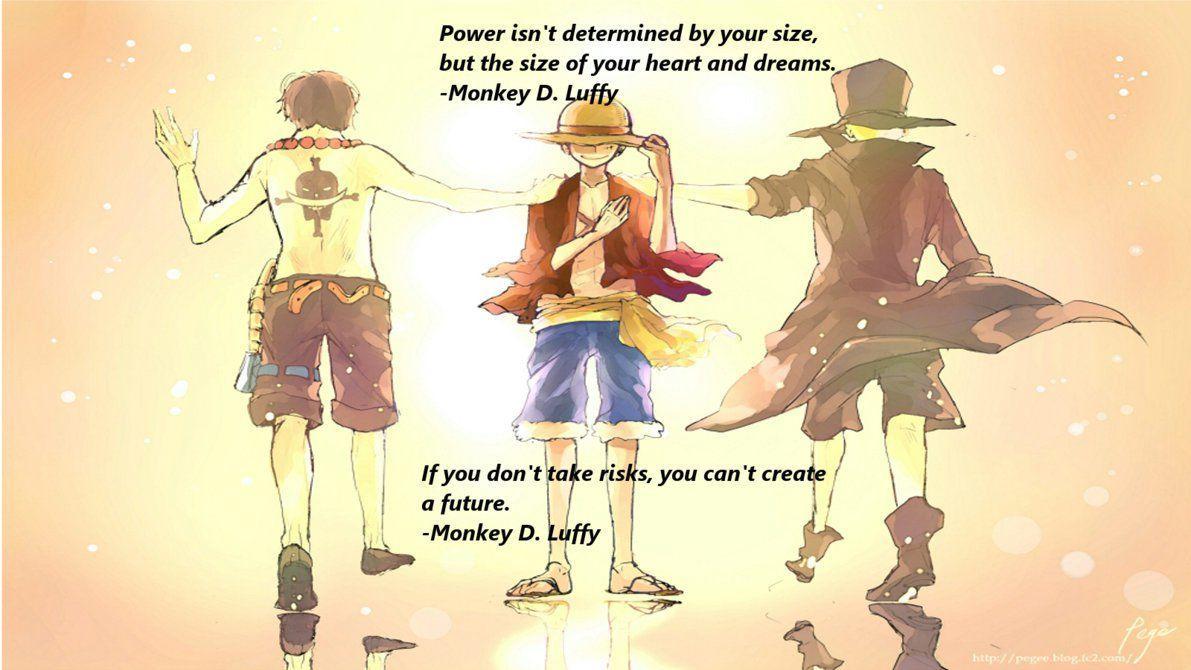 Power isn't determined by your size,
but the size of your heart and dreams.
-Monkey D. Luffy
If you don't take risks, you can't create
a future.
-Monkey D. Luffy
Pegė
http://pegee.blog.fc2.com/